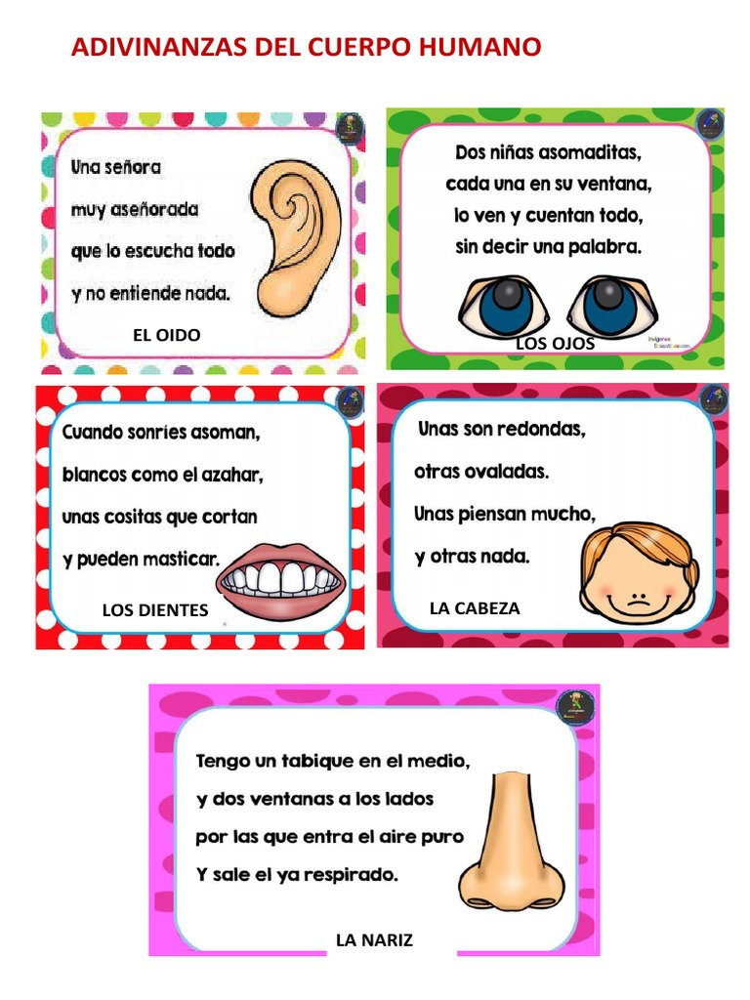 ADIVINANZAS DEL CUERPO HUMANO
Una señora
muy aseñorada
que lo escucha todo
y no entiende nada.
EL OIDO
Dos niñas asomaditas,
cada una en su ventana,
lo ven y cuentan todo,
sin decir una palabra.
LOS OJOS
Imágenes
Cuando sonríes asoman,
blancos como el azahar,
unas cositas que cortan
y pueden masticar.
LOS DIENTES
Unas son redondas,
otras ovaladas.
Unas piensan mucho,
y otras nada.
LA CABEZA
Tengo un tabique en el medio,
y dos ventanas a los lados
por las que entra el aire puro
Y sale el ya respirado.
LA NARIZ